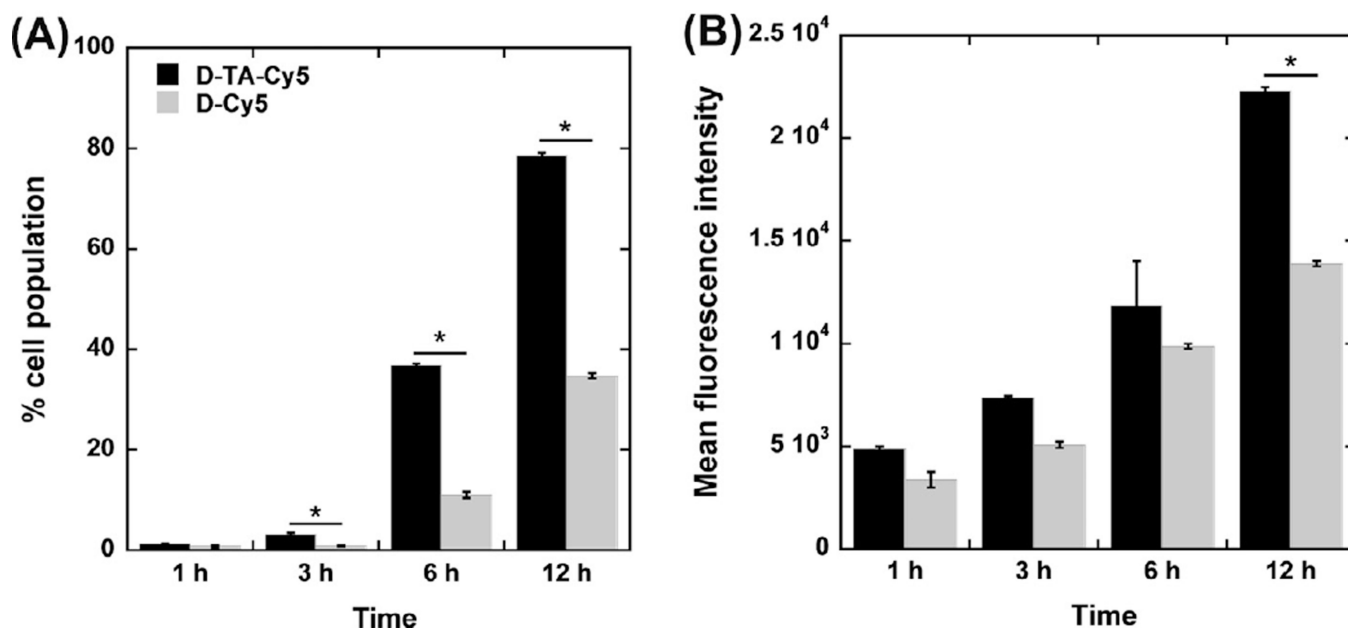 (A)
100
80
60
40
20
0
% cell population
D-TA-Cy5
D-Cy5
*
*
*
1 h 3 h 6 h 12 h
Time
(B)
2.5 10⁴
2 10⁴
1.5 10⁴
1 10⁴
5 10³
0
Mean fluorescence intensity
*
1 h 3 h 6 h 12 h
Time